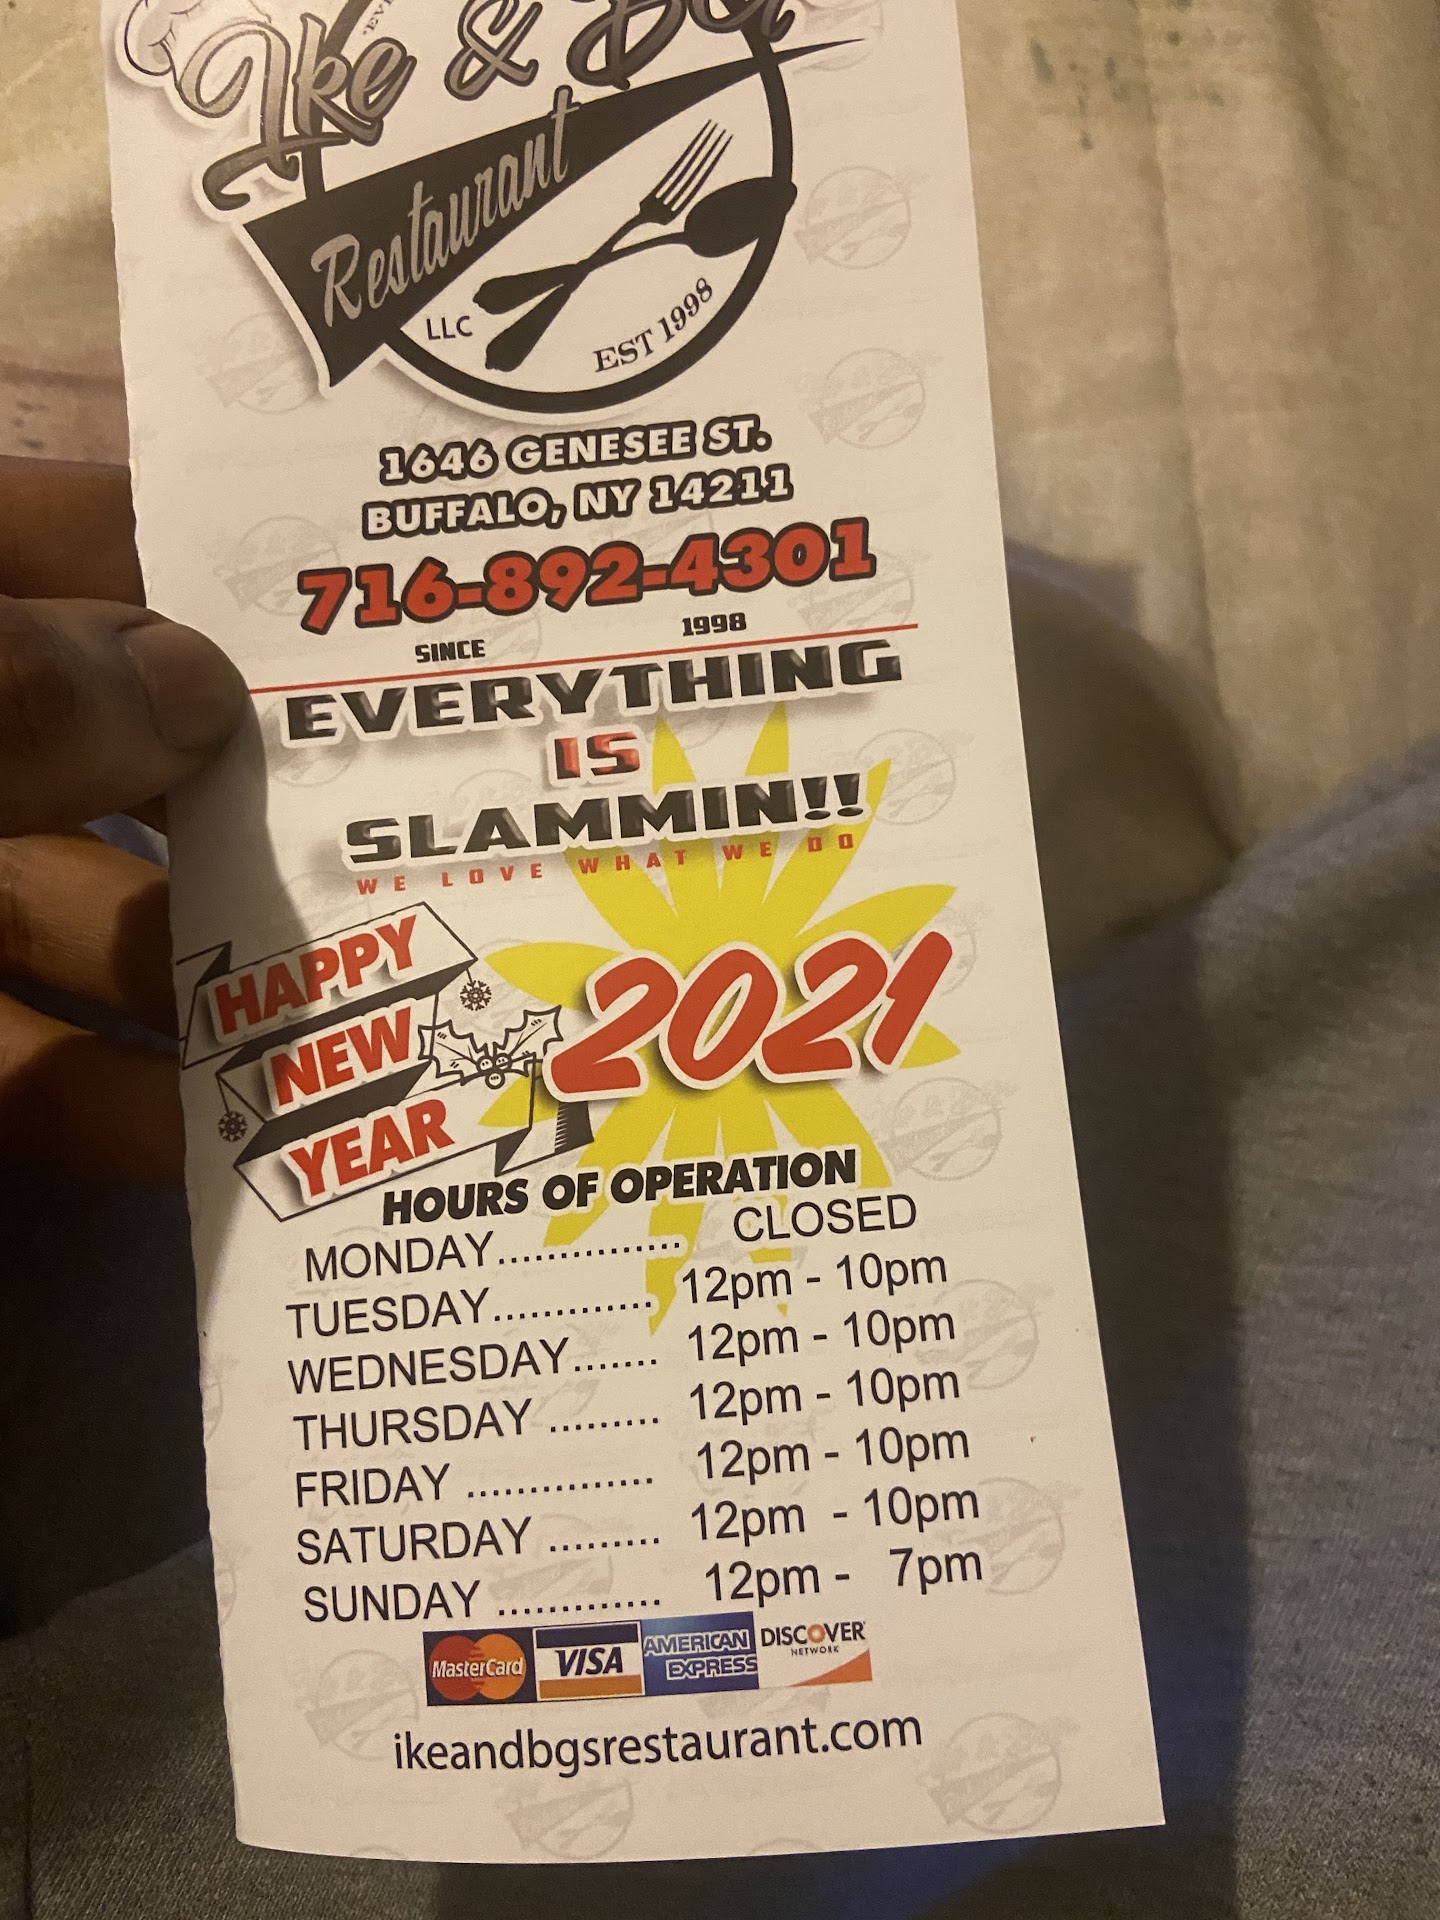 Ike & BG
Restaurant
LLC
EST 1998
1646 GENESEE ST.
BUFFALO, NY 14211
716-892-4301
SINCE 1998
EVERYTHING
IS
SLAMMIN!!
WE LOVE WHAT WE DO
HAPPY
NEW
YEAR
2021
HOURS OF OPERATION
MONDAY............... CLOSED
TUESDAY............. 12pm - 10pm
WEDNESDAY....... 12pm - 10pm
THURSDAY ......... 12pm - 10pm
FRIDAY ............... 12pm - 10pm
SATURDAY ......... 12pm - 10pm
SUNDAY ............. 12pm - 7pm
MasterCard VISA AMERICAN EXPRESS DISCOVER NETWORK
ikeandbgsrestaurant.com